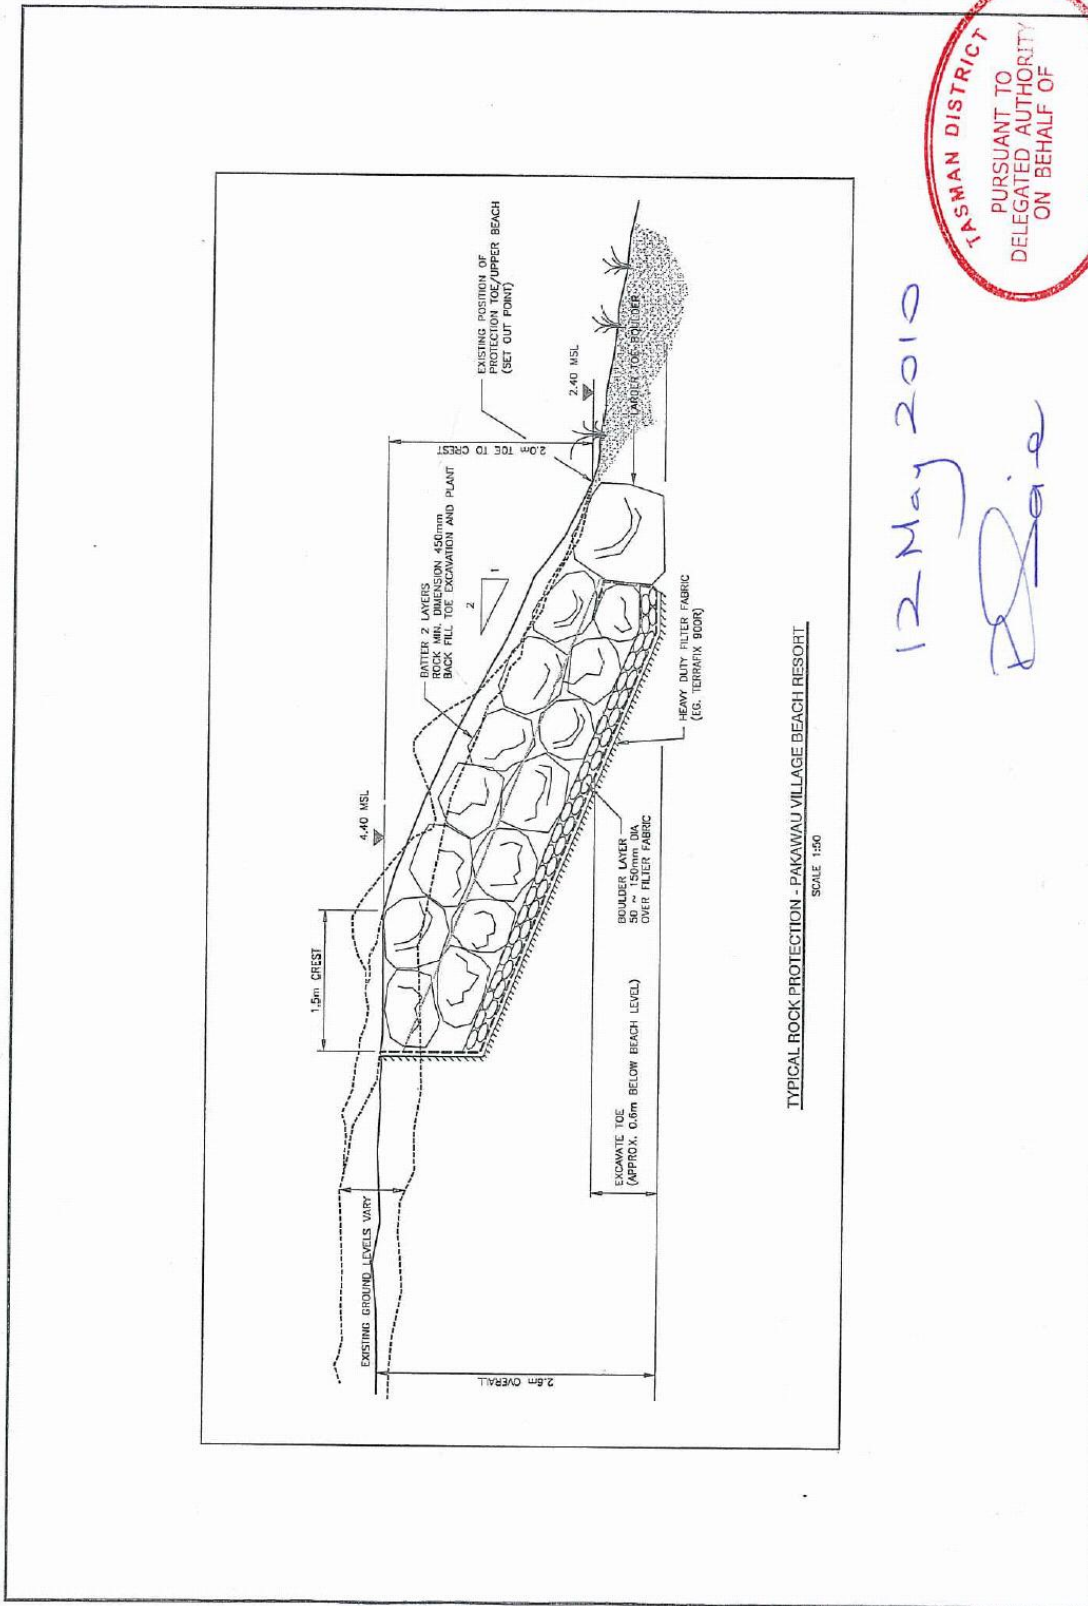 EXISTING GROUND LEVELS VARY
1.5m CREST
4.40 MSL
BATTER 2 LAYERS
ROCK MIN. DIMENSION 450mm
BACK FILL TOE EXCAVATION AND PLANT
2
1
EXISTING POSITION OF
PROTECTION TOE/UPPER BEACH
(SET OUT POINT)
2.0m TOE TO CREST
2.40 MSL
LARGER TOE BOULDER
2.6m OVERALL
EXCAVATE TOE
(APPROX. 0.6m BELOW BEACH LEVEL)
BOULDER LAYER
50 ~ 150mm DIA
OVER FILTER FABRIC
HEAVY DUTY FILTER FABRIC
(EG. TERRAFIX 900R)
TYPICAL ROCK PROTECTION - PAKAWAU VILLAGE BEACH RESORT
SCALE 1:50
12 May 2010
TASMAN DISTRICT
PURSUANT TO
DELEGATED AUTHORITY
ON BEHALF OF